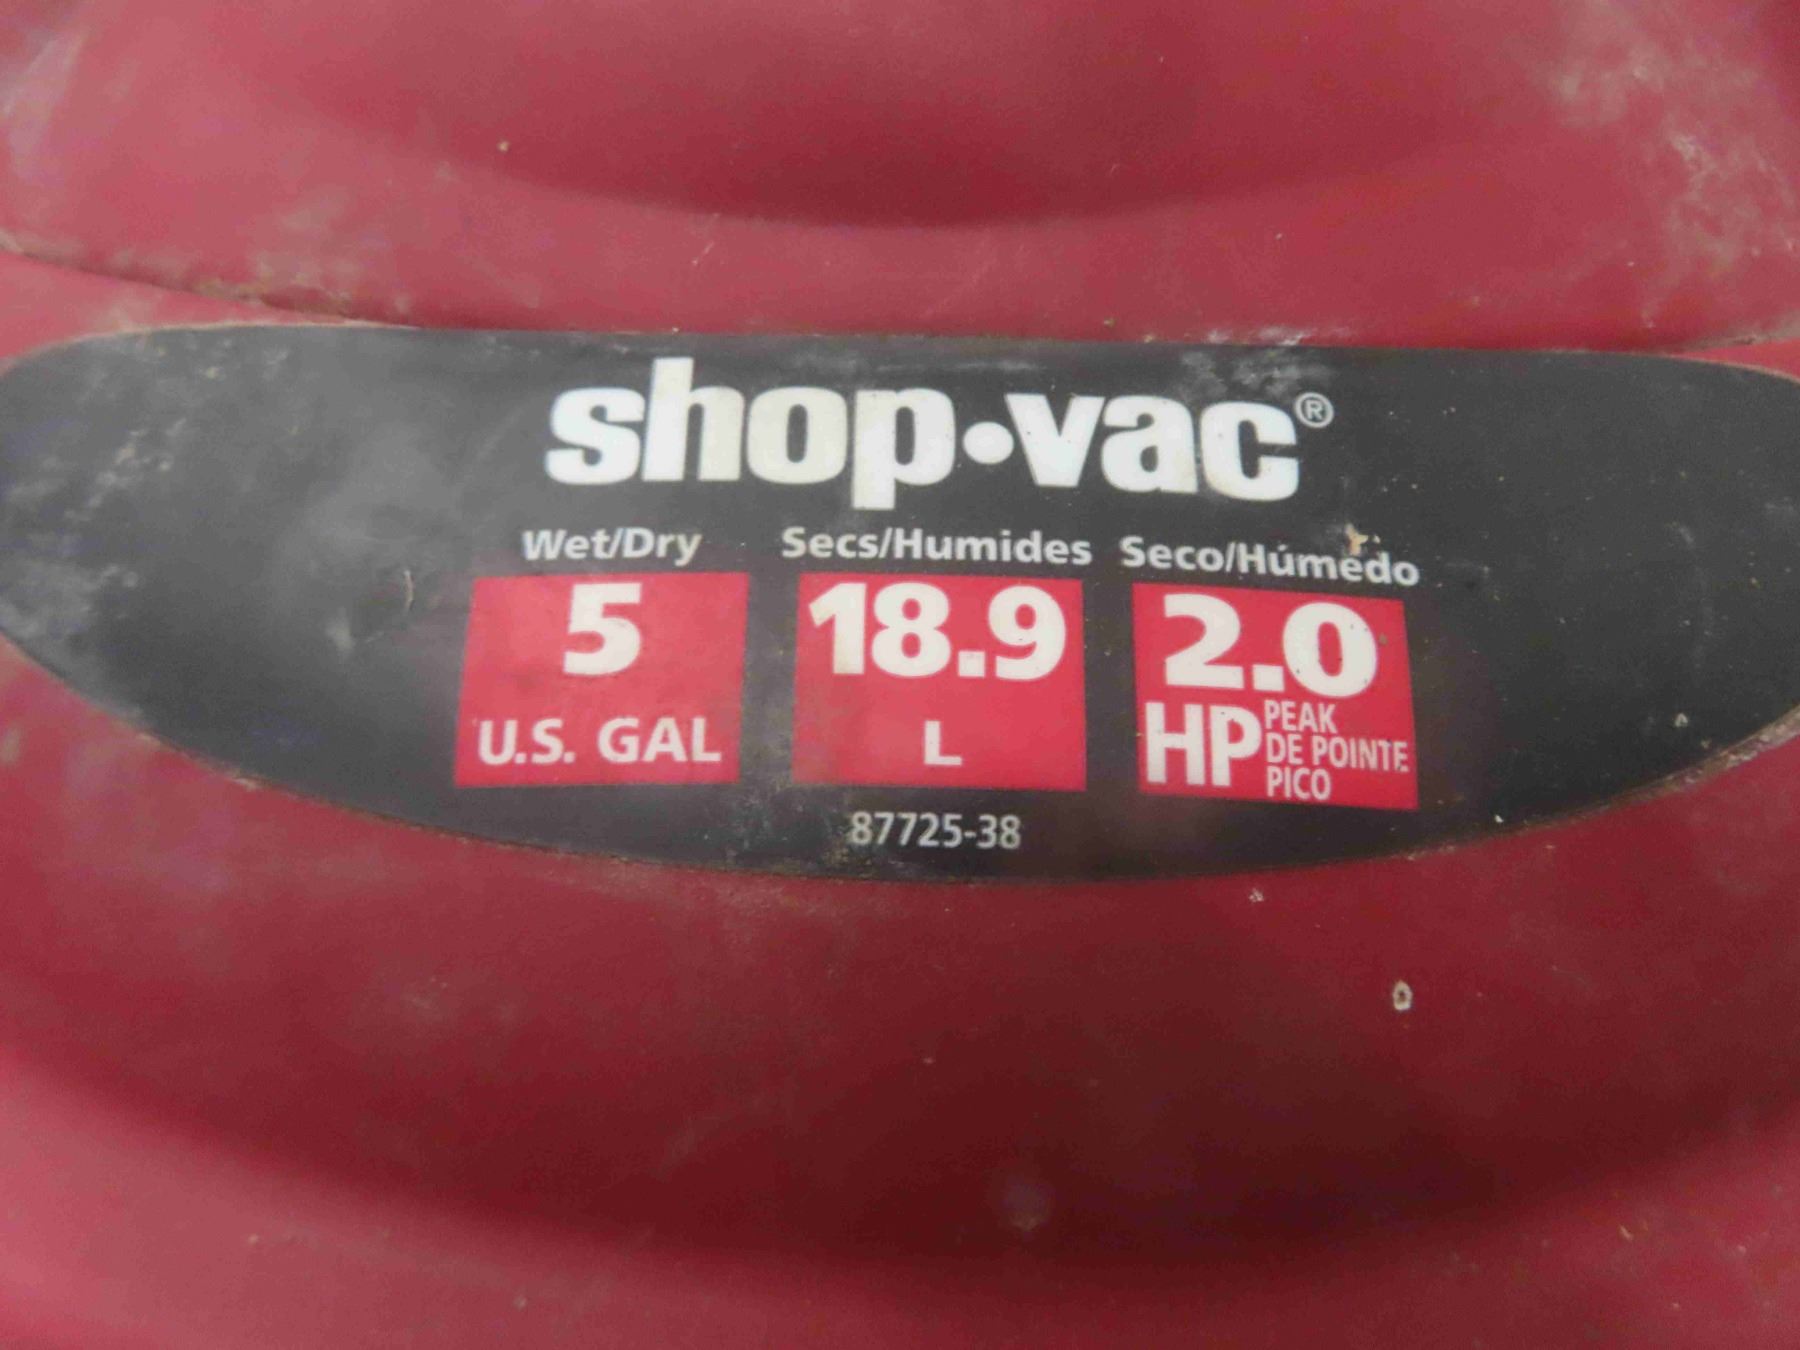 shop•vac®
Wet/Dry Secs/Humides Seco/Húmedo
5 18.9 2.0
U.S. GAL L HP PEAK
DE POINTE
PICO
87725-38